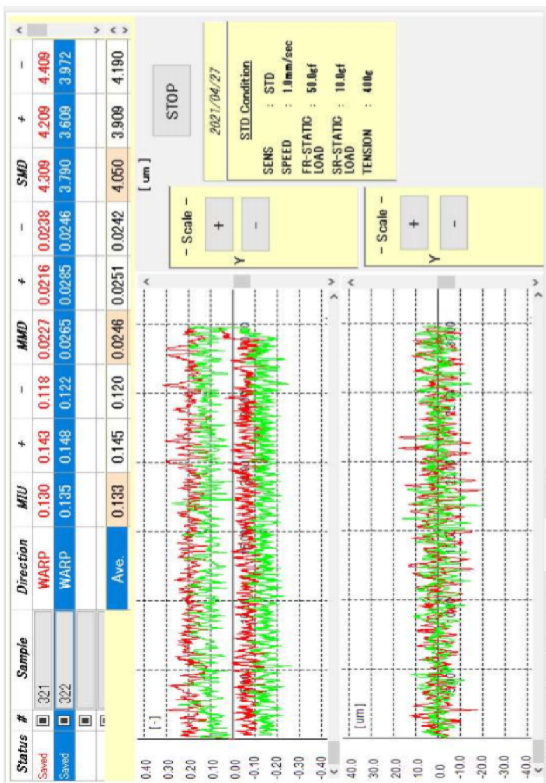 Status # Sample Direction MIU + - MMD + - SMD + -
Saved 321 WARP 0.130 0.143 0.118 0.0227 0.0216 0.0238 4.309 4.209 4.409
Saved 322 WARP 0.135 0.148 0.122 0.0265 0.0285 0.0246 3.790 3.609 3.972
Ave. 0.133 0.145 0.120 0.0246 0.0251 0.0242 4.050 3.909 4.190
[-]
0.40
0.30
0.20
0.10
0.00
-0.10
-0.20
-0.30
-0.40
- Scale -
Y + -
[um]
STOP
2021/04/27
STD Condition
SENS : STD
SPEED : 1.0mm/sec
FR-STATIC LOAD : 50.0gf
SR-STATIC LOAD : 10.0gf
TENSION : 400g
[um]
40.0
30.0
20.0
10.0
0.0
-10.0
-20.0
-30.0
-40.0
- Scale -
Y + -